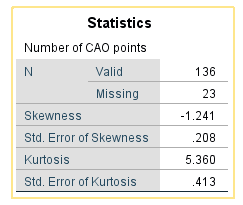 Statistics
Number of CAO points
N Valid 136
Missing 23
Skewness -1.241
Std. Error of Skewness .208
Kurtosis 5.360
Std. Error of Kurtosis .413